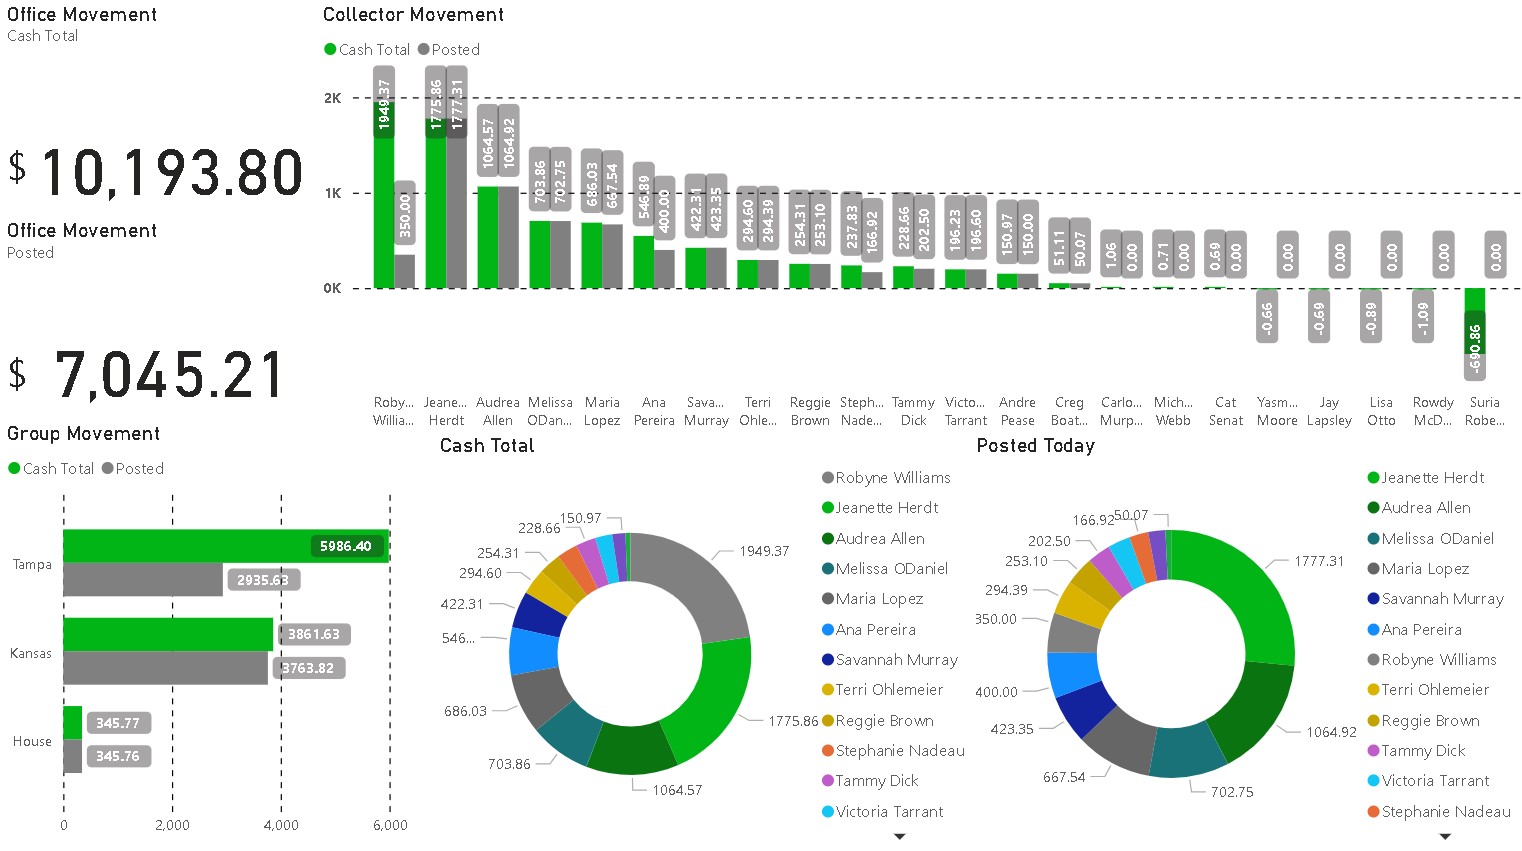 Office Movement
Cash Total
$ 10,193.80
Office Movement
Posted
$ 7,045.21
Collector Movement
Cash Total Posted
2K
1K
0K
1949.37
350.00
1775.86
1777.31
1064.57
1064.92
703.86
702.75
686.03
667.54
546.89
400.00
422.31
423.35
294.60
294.39
254.31
253.10
237.83
166.92
228.66
202.50
196.23
196.60
150.97
150.00
51.11
50.07
1.06
0.00
0.71
0.00
0.69
0.00
-0.66
0.00
-0.69
0.00
-0.89
0.00
-1.09
0.00
-690.86
0.00
Roby...
Willia...
Jeane...
Herdt
Audrea
Allen
Melissa
ODan...
Maria
Lopez
Ana
Pereira
Sava...
Murray
Terri
Ohle...
Reggie
Brown
Steph...
Nade...
Tammy
Dick
Victo...
Tarrant
Andre
Pease
Creg
Boat...
Carlo...
Murp...
Mich...
Webb
Cat
Senat
Yasm...
Moore
Jay
Lapsley
Lisa
Otto
Rowdy
McD...
Suria
Robe...
Group Movement
Cash Total Posted
Tampa
5986.40
2935.63
Kansas
3861.63
3763.82
House
345.77
345.76
0
2,000
4,000
6,000
Cash Total
1949.37
1775.86
1064.57
703.86
686.03
546...
422.31
294.60
254.31
228.66
150.97
Robyne Williams
Jeanette Herdt
Audrea Allen
Melissa ODaniel
Maria Lopez
Ana Pereira
Savannah Murray
Terri Ohlemeier
Reggie Brown
Stephanie Nadeau
Tammy Dick
Victoria Tarrant
Posted Today
1777.31
1064.92
702.75
667.54
423.35
400.00
350.00
294.39
253.10
202.50
166.92
50.07
Jeanette Herdt
Audrea Allen
Melissa ODaniel
Maria Lopez
Savannah Murray
Ana Pereira
Robyne Williams
Terri Ohlemeier
Reggie Brown
Tammy Dick
Victoria Tarrant
Stephanie Nadeau